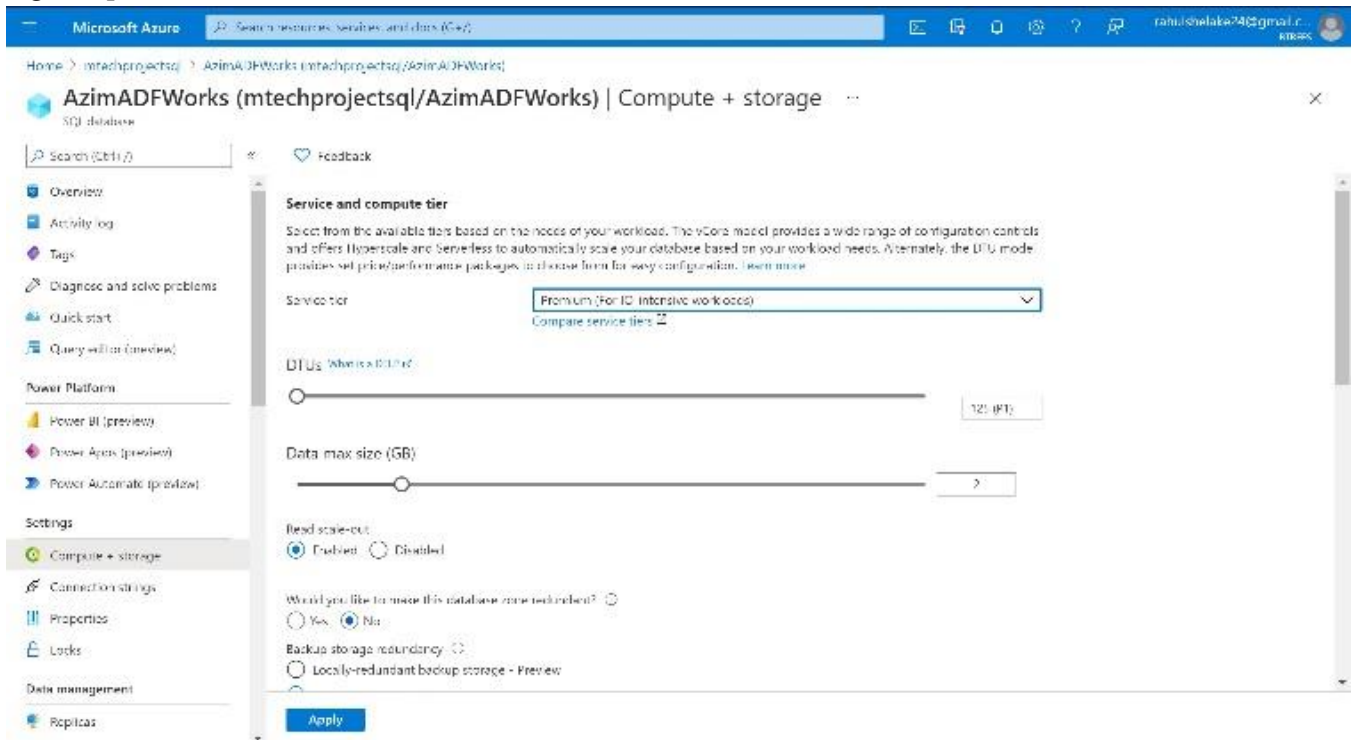 Microsoft Azure
Search resources, services, and docs (G+/)
rahulshelake24@gmail.c...
Home > mtechprojectsql > AzimADFWorks (mtechprojectsql/AzimADFWorks)
AzimADFWorks (mtechprojectsql/AzimADFWorks) | Compute + storage ...
SQL database
Search (Ctrl+/)
«
Feedback
Overview
Activity log
Tags
Diagnose and solve problems
Quick start
Query editor (preview)
Power Platform
Power BI (preview)
Power Apps (preview)
Power Automate (preview)
Settings
Compute + storage
Connection strings
Properties
Locks
Data management
Replicas
Service and compute tier
Select from the available tiers based on the needs of your workload. The vCore model provides a wide range of configuration controls
and offers Hyperscale and Serverless to automatically scale your database based on your workload needs. Alternately, the DTU model
provides set price/performance packages to choose from for easy configuration. Learn more
Service tier
Premium (For IO-intensive workloads)
Compare service tiers
DTUs What is a DTU?
125 (P1)
Data max size (GB)
2
Read scale-out
Enabled Disabled
Would you like to make this database zone redundant?
Yes No
Backup storage redundancy
Locally-redundant backup storage - Preview
Apply